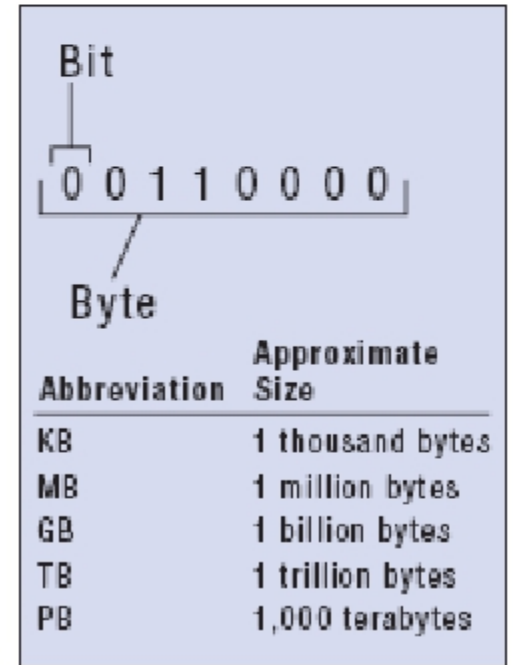 Bit
0 0 1 1 0 0 0 0
Byte
Approximate
Abbreviation Size
KB 1 thousand bytes
MB 1 million bytes
GB 1 billion bytes
TB 1 trillion bytes
PB 1,000 terabytes